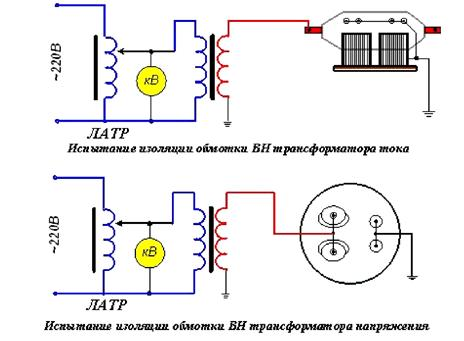 ~220В
кВ
ЛАТР
Испытание изоляции обмотки ВН трансформатора тока
~220В
кВ
ЛАТР
Испытание изоляции обмотки ВН трансформатора напряжения